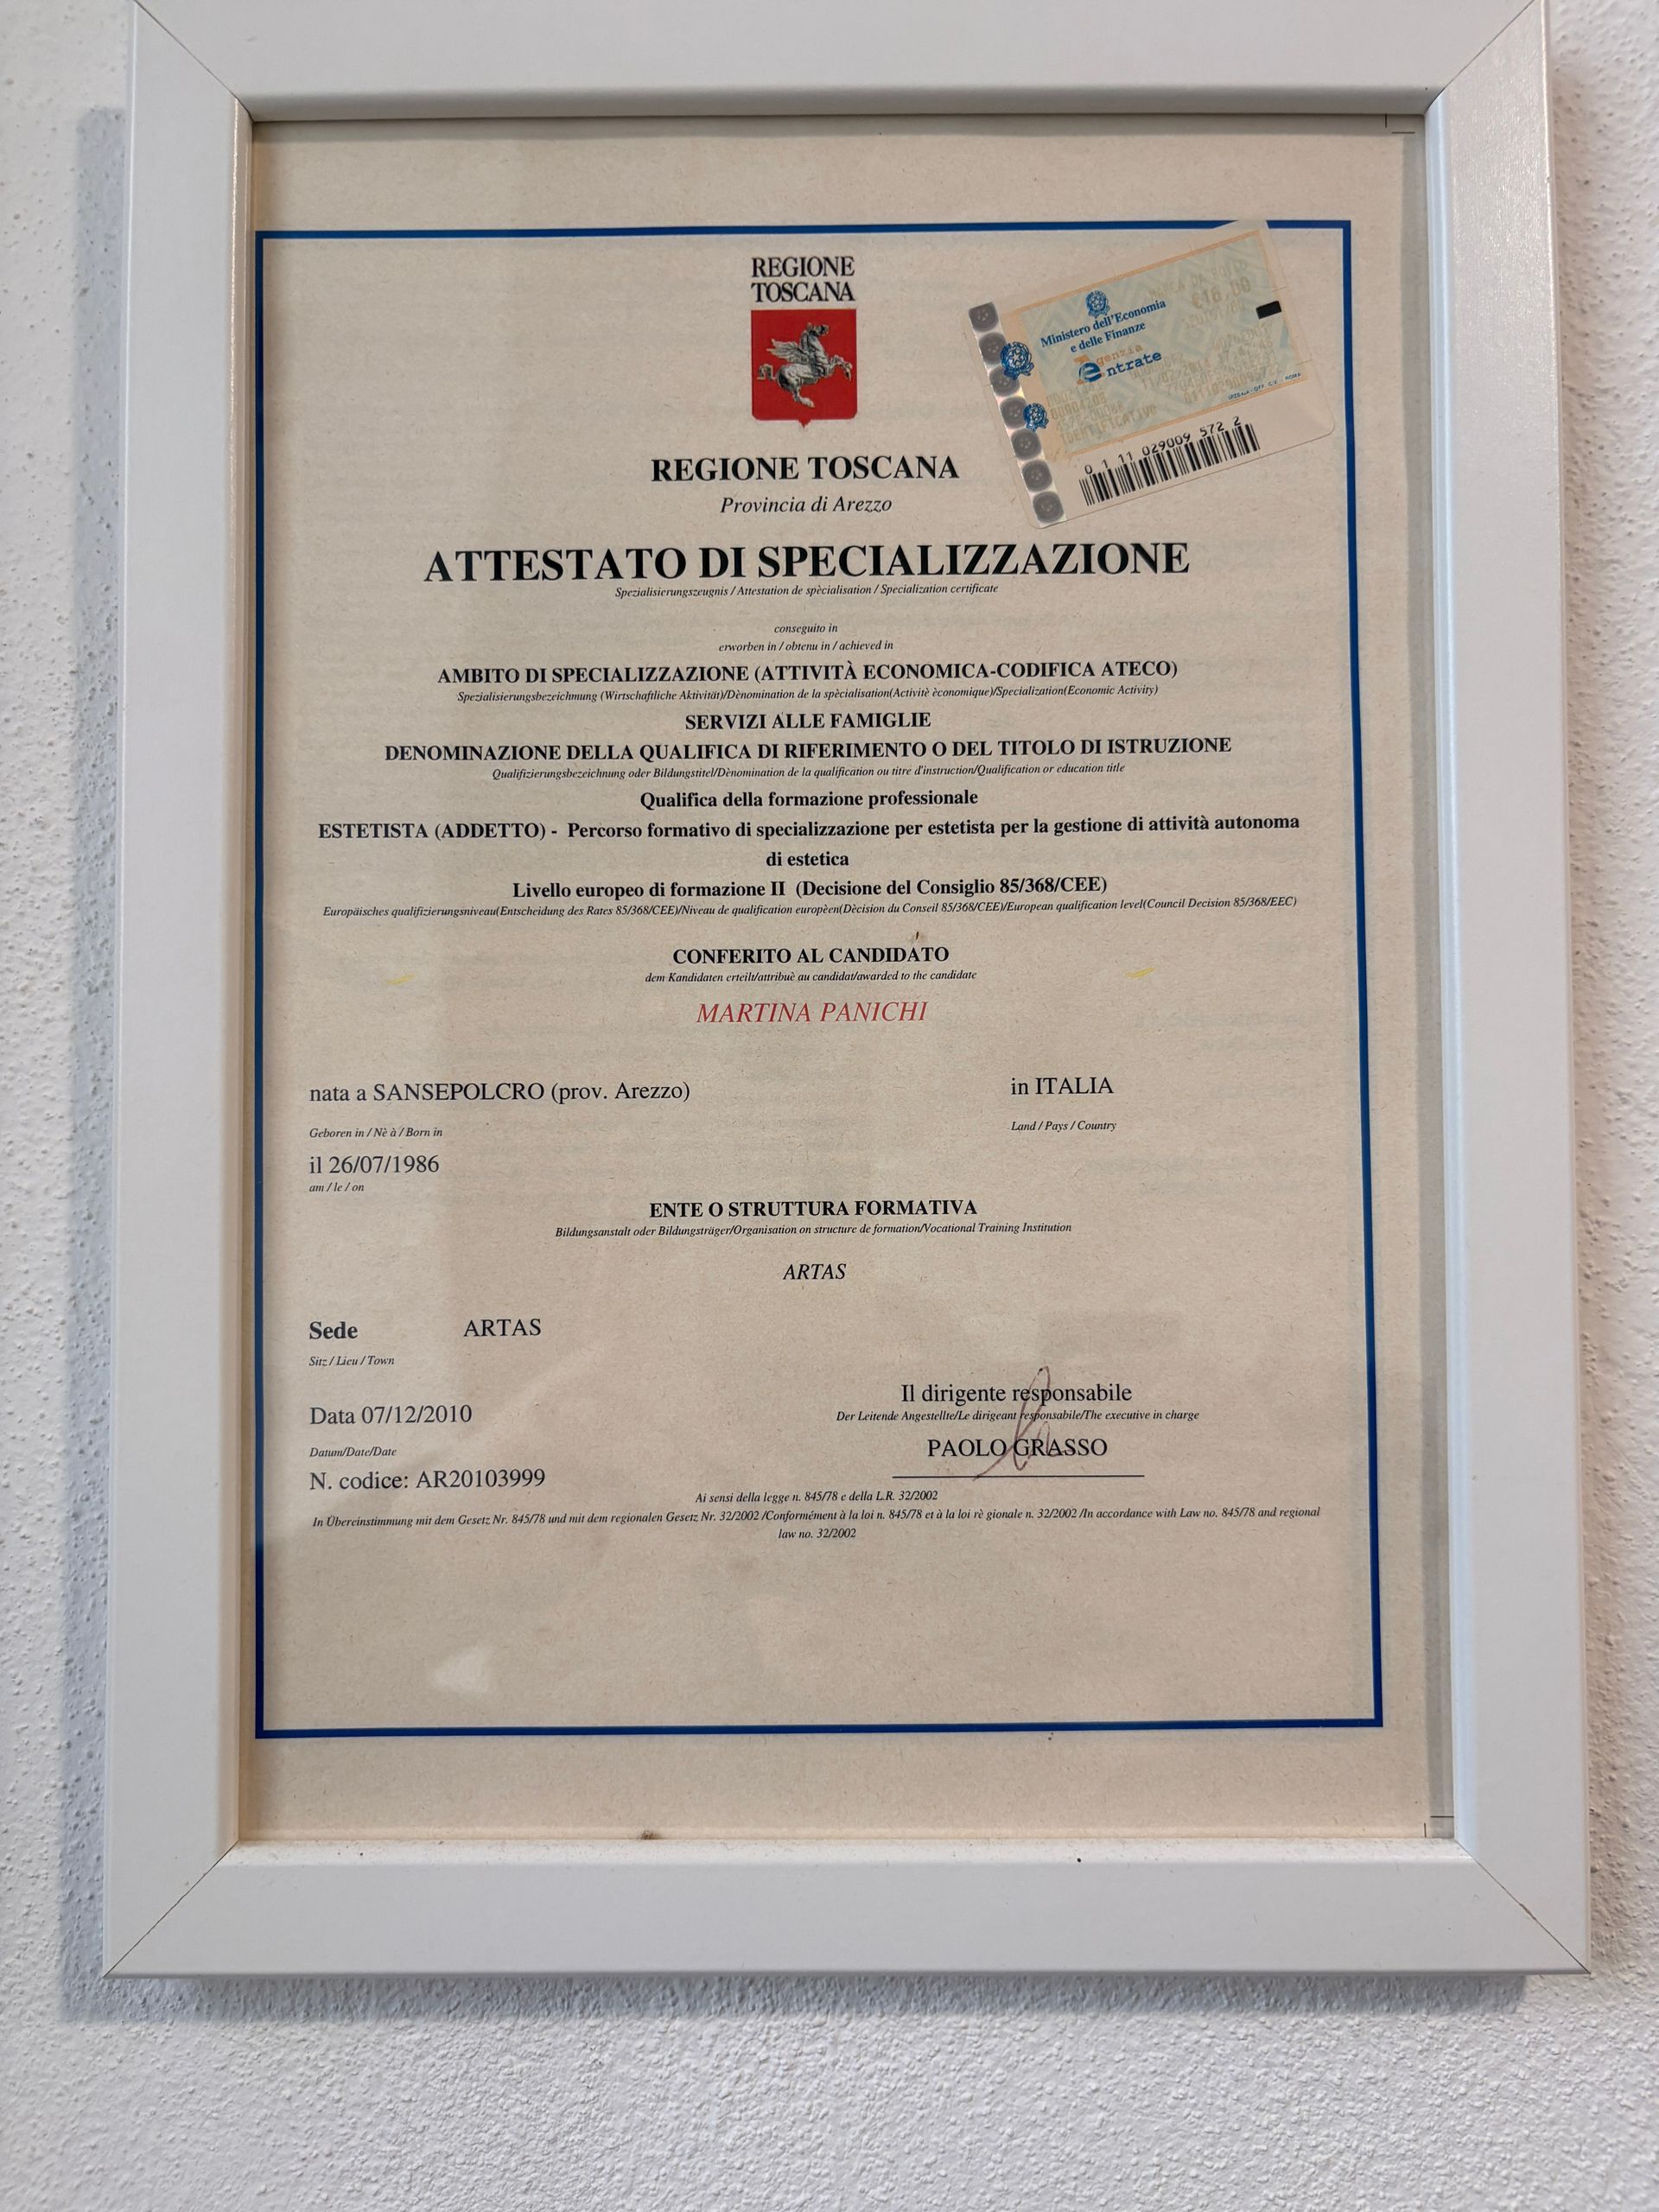 REGIONE
TOSCANA
Ministero dell'Economia
e delle Finanze
genzia
entrate
€16,00
IDENTIFICATIVO
0 1 11 029009 572 2
REGIONE TOSCANA
Provincia di Arezzo
ATTESTATO DI SPECIALIZZAZIONE
Spezialisierungszeugnis / Attestation de spècialisation / Specialization certificate
conseguito in
erworben in / obtenu in / achieved in
AMBITO DI SPECIALIZZAZIONE (ATTIVITÀ ECONOMICA-CODIFICA ATECO)
Spezialisierungsbezeichmung (Wirtschaftliche Aktivität)/Dènomination de la spècialisation(Activitè èconomique)/Specialization(Economic Activity)
SERVIZI ALLE FAMIGLIE
DENOMINAZIONE DELLA QUALIFICA DI RIFERIMENTO O DEL TITOLO DI ISTRUZIONE
Qualifizierungsbezeichnung oder Bildungstitel/Dènomination de la qualification ou titre d'instruction/Qualification or education title
Qualifica della formazione professionale
ESTETISTA (ADDETTO) - Percorso formativo di specializzazione per estetista per la gestione di attività autonoma
di estetica
Livello europeo di formazione II (Decisione del Consiglio 85/368/CEE)
Europäisches qualifizierungsniveau(Entscheidung des Rates 85/368/CEE)/Niveau de qualification europèen(Dècision du Conseil 85/368/CEE)/European qualification level(Council Decision 85/368/EEC)
CONFERITO AL CANDIDATO
dem Kandidaten erteilt/attribuè au candidat/awarded to the candidate
MARTINA PANICHI
nata a SANSEPOLCRO (prov. Arezzo) in ITALIA
Geboren in / Nè à / Born in Land / Pays / Country
il 26/07/1986
am / le / on
ENTE O STRUTTURA FORMATIVA
Bildungsanstalt oder Bildungsträger/Organisation on structure de formation/Vocational Training Institution
ARTAS
Sede ARTAS
Sitz / Lieu / Town
Il dirigente responsabile
Der Leitende Angestellte/Le dirigeant responsabile/The executive in charge
Data 07/12/2010
Datum/Date/Date
PAOLO GRASSO
N. codice: AR20103999
Ai sensi della legge n. 845/78 e della L.R. 32/2002
In Übereinstimmung mit dem Gesetz Nr. 845/78 und mit dem regionalen Gesetz Nr. 32/2002 /Conformément à la loi n. 845/78 et à la loi rè gionale n. 32/2002 /In accordance with Law no. 845/78 and regional
law no. 32/2002